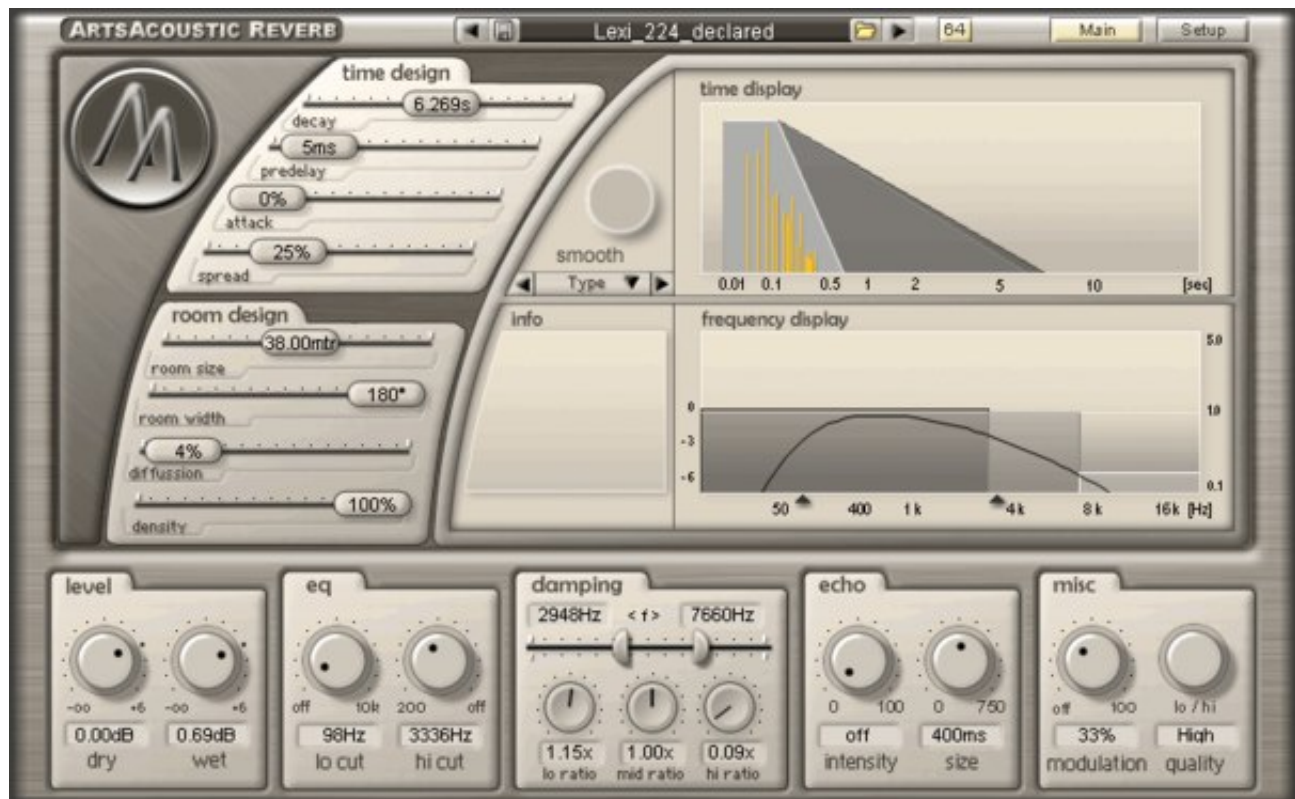 ARTSACOUSTIC REVERB
Lexi_224_declared
64
Main
Setup
time design
6.269s
decay
5ms
predelay
0%
attack
25%
spread
room design
38.00mtr
room size
180°
room width
4%
diffussion
100%
density
smooth
Type
info
time display
0.01 0.1 0.5 1 2 5 10 [sec]
frequency display
5.0
0 1.0
-3
-6 0.1
50 400 1k 4k 8k 16k [Hz]
level
-oo +6 -oo +6
0.00dB 0.69dB
dry wet
eq
off 10k 200 off
98Hz 3336Hz
lo cut hi cut
damping
2948Hz <f> 7660Hz
1.15x 1.00x 0.09x
lo ratio mid ratio hi ratio
echo
0 100 0 750
off 400ms
intensity size
misc
off 100 lo / hi
33% High
modulation quality